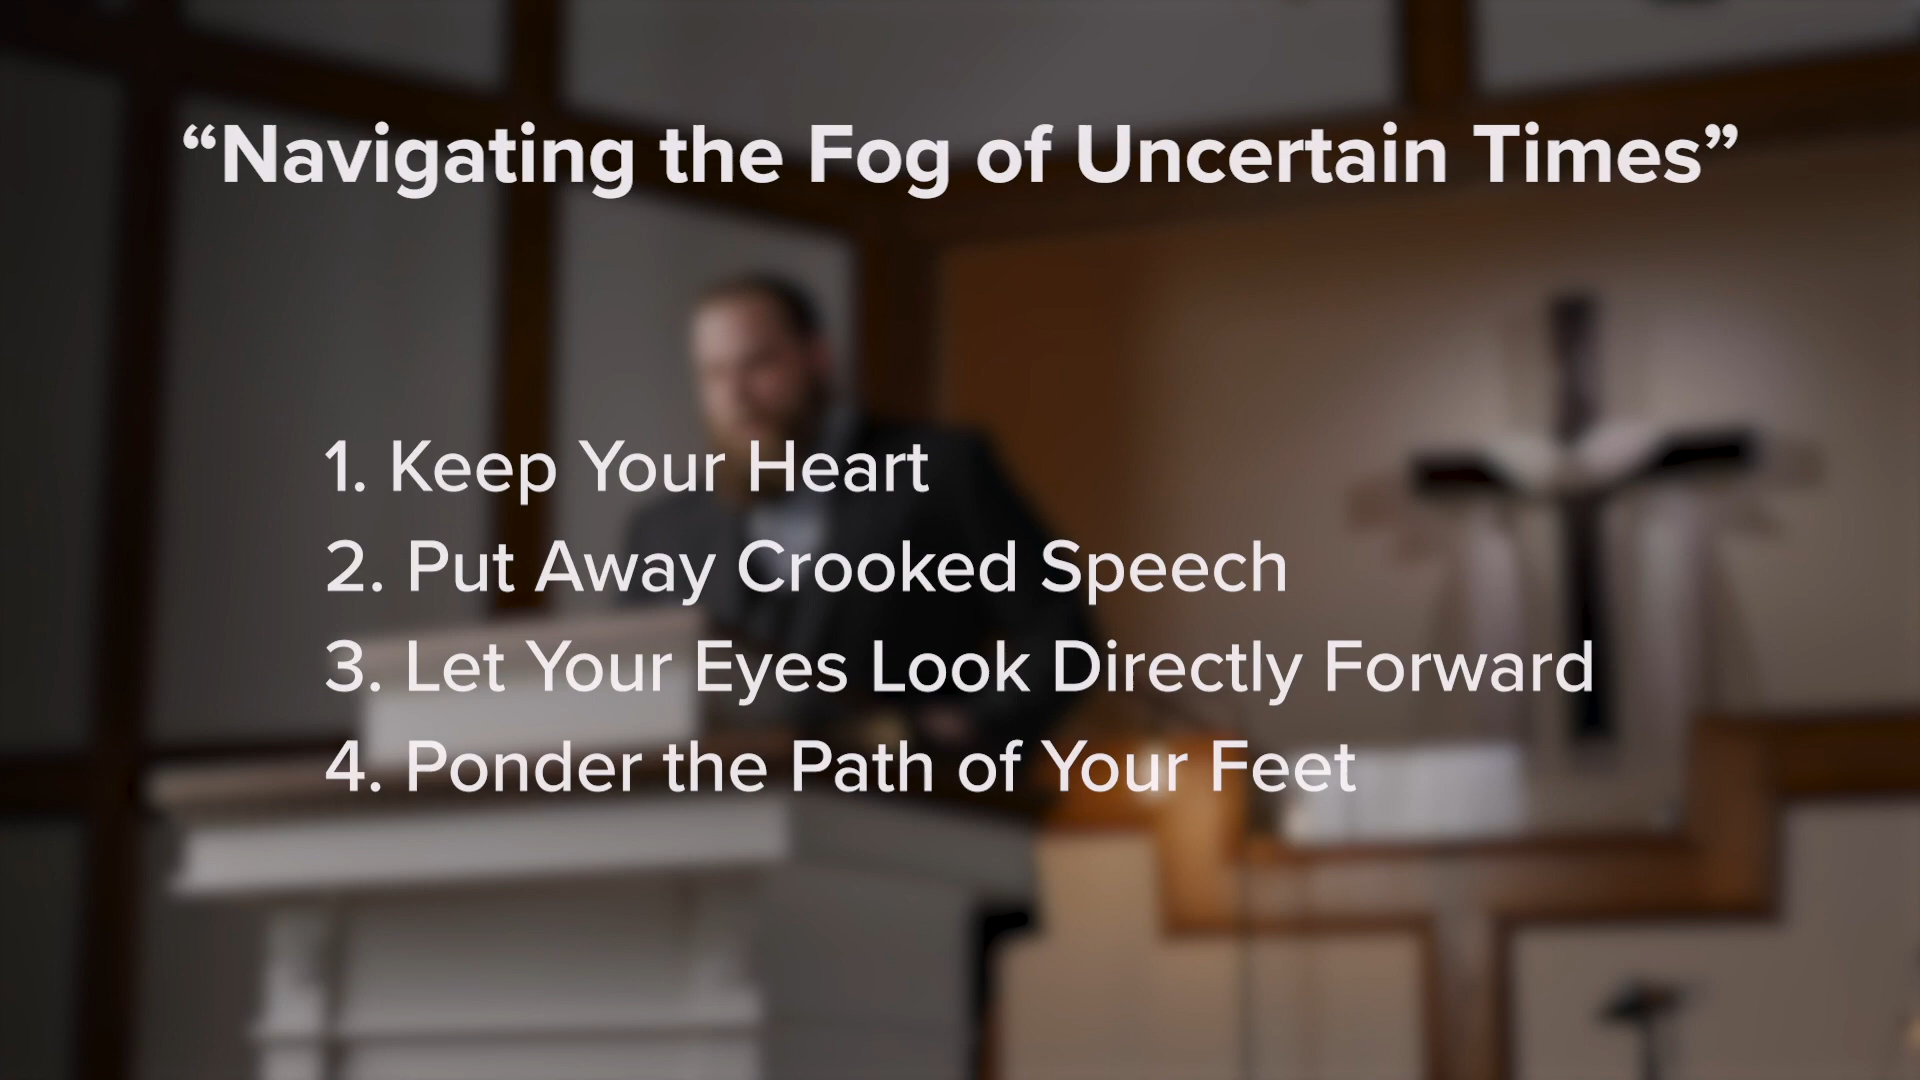 “Navigating the Fog of Uncertain Times”
1. Keep Your Heart
2. Put Away Crooked Speech
3. Let Your Eyes Look Directly Forward
4. Ponder the Path of Your Feet